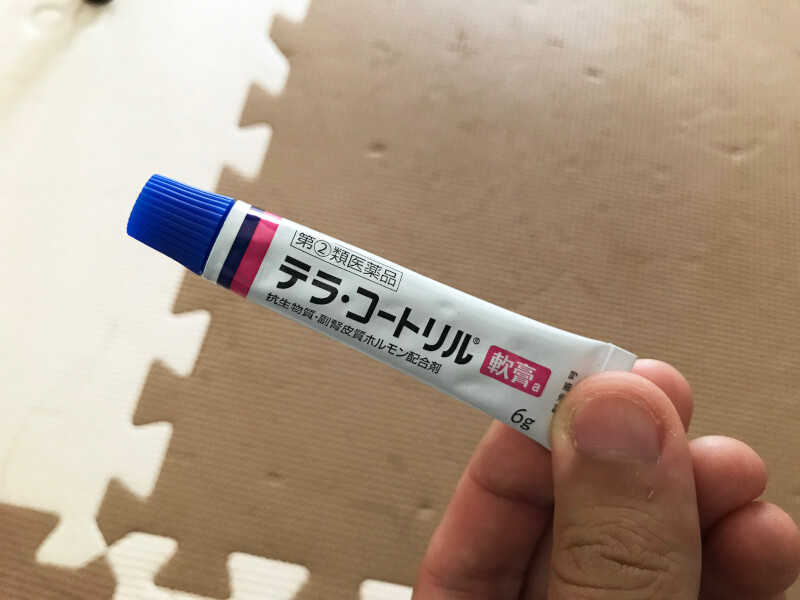 第②類医薬品
テラ・コートリル®
抗生物質・副腎皮質ホルモン配合剤
軟膏a
6g